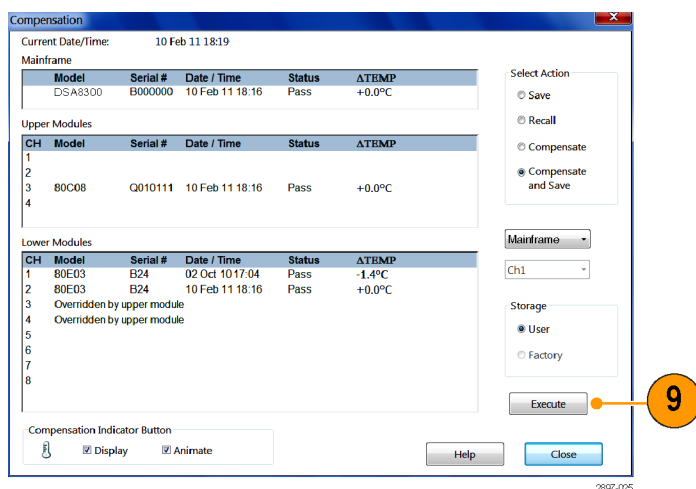 Compensation
X
Current Date/Time: 10 Feb 11 18:19
Mainframe
Model Serial # Date / Time Status ΔTEMP
DSA8300 B000000 10 Feb 11 18:16 Pass +0.0°C
Upper Modules
CH Model Serial # Date / Time Status ΔTEMP
1
2
3 80C08 Q010111 10 Feb 11 18:16 Pass +0.0°C
4
Lower Modules
CH Model Serial # Date / Time Status ΔTEMP
1 80E03 B24 02 Oct 10 17:04 Pass -1.4°C
2 80E03 B24 10 Feb 11 18:16 Pass +0.0°C
3 Overridden by upper module
4 Overridden by upper module
5
6
7
8
Select Action
Save
Recall
Compensate
Compensate
and Save
Mainframe
Ch1
Storage
User
Factory
Execute
9
Compensation Indicator Button
Display Animate
Help
Close
2897-025